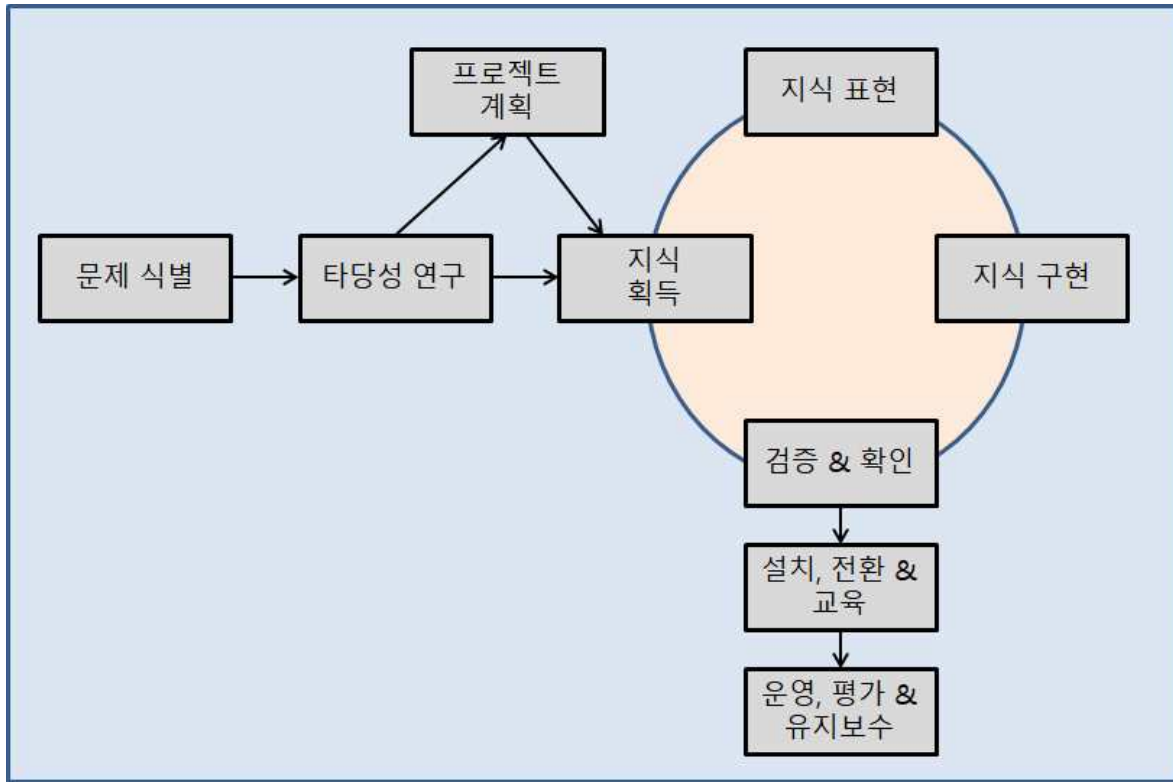 프로젝트
계획
지식 표현
문제 식별
타당성 연구
지식
획득
지식 구현
검증 & 확인
설치, 전환 &
교육
운영, 평가 &
유지보수